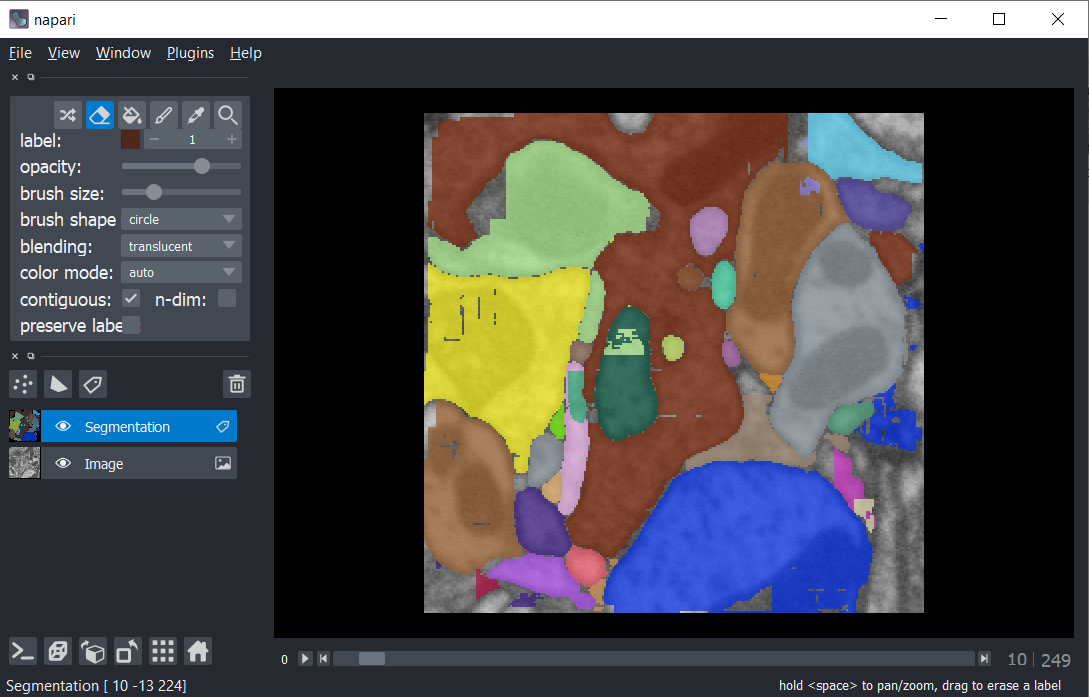 napari
File View Window Plugins Help
label: 1
opacity:
brush size:
brush shape circle
blending: translucent
color mode: auto
contiguous: n-dim:
preserve labe
Segmentation
Image
0 10 249
Segmentation [ 10 -13 224] hold <space> to pan/zoom, drag to erase a label